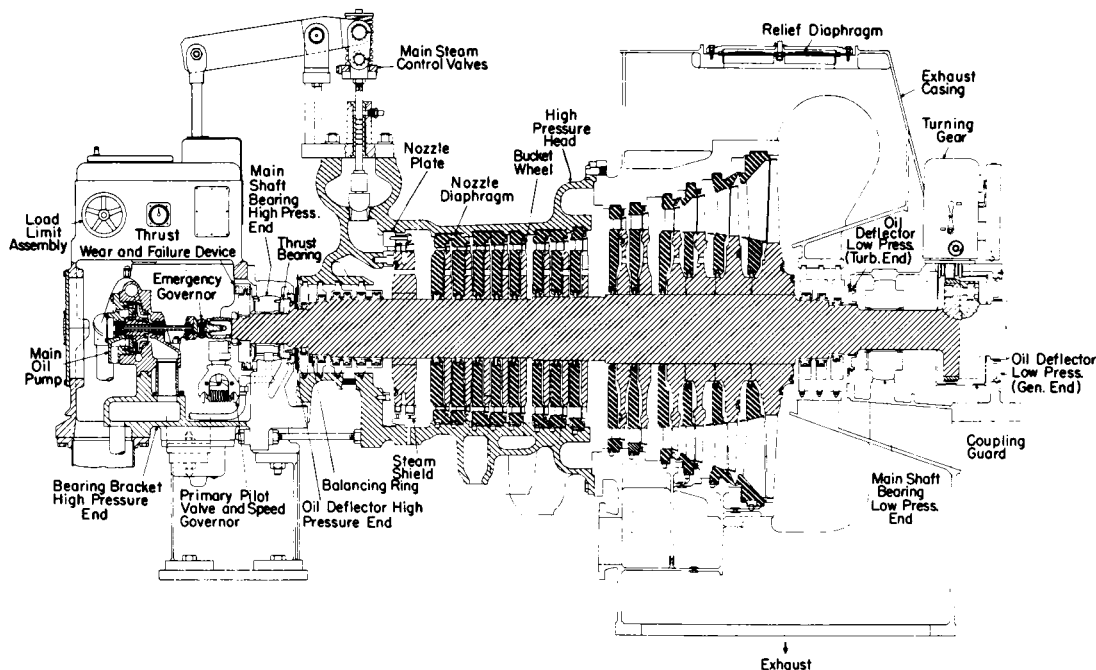 Relief Diaphragm
Main Steam
Control Valves
Exhaust
Casing
High
Pressure
Head
Turning
Gear
Nozzle
Plate
Bucket
Wheel
Main
Shaft
Bearing
High Press.
End
Nozzle
Diaphragm
Load
Limit
Assembly
Thrust
Wear and Failure Device
Thrust
Bearing
Oil
Deflector
Low Press.
(Turb. End)
Emergency
Governor
Main
Oil
Pump
Oil Deflector
Low Press.
(Gen. End)
Coupling
Guard
Steam
Shield
Balancing Ring
Bearing Bracket
High Pressure
End
Primary Pilot
Valve and Speed
Governor
Oil Deflector High
Pressure End
Main Shaft
Bearing
Low Press.
End
Exhaust